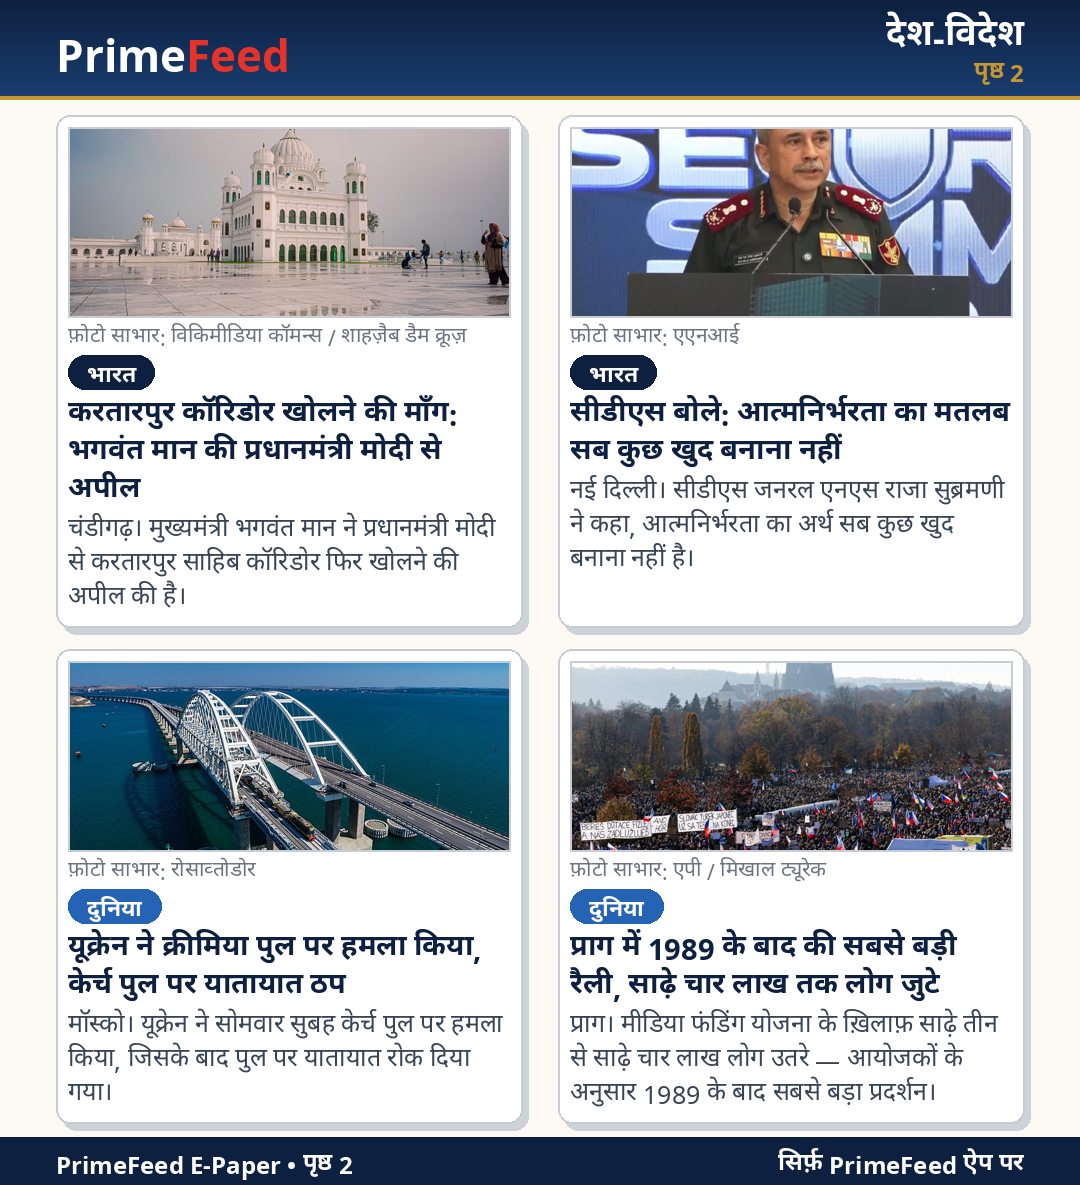 PrimeFeed
देश-विदेश
पृष्ठ 2
फ़ोटो साभार: विकिमीडिया कॉमन्स / शाहज़ैब डैम क्रूज़
भारत
करतारपुर कॉरिडोर खोलने की माँग:
भगवंत मान की प्रधानमंत्री मोदी से
अपील
चंडीगढ़। मुख्यमंत्री भगवंत मान ने प्रधानमंत्री मोदी
से करतारपुर साहिब कॉरिडोर फिर खोलने की
अपील की है।
फ़ोटो साभार: एएनआई
भारत
सीडीएस बोले: आत्मनिर्भरता का मतलब
सब कुछ खुद बनाना नहीं
नई दिल्ली। सीडीएस जनरल एनएस राजा सुब्रमणी
ने कहा, आत्मनिर्भरता का अर्थ सब कुछ खुद
बनाना नहीं है।
फ़ोटो साभार: रोसाव्तोडोर
दुनिया
यूक्रेन ने क्रीमिया पुल पर हमला किया,
केर्च पुल पर यातायात ठप
मॉस्को। यूक्रेन ने सोमवार सुबह केर्च पुल पर हमला
किया, जिसके बाद पुल पर यातायात रोक दिया
गया।
फ़ोटो साभार: एपी / मिखाल ट्यूरेक
दुनिया
प्राग में 1989 के बाद की सबसे बड़ी
रैली, साढ़े चार लाख तक लोग जुटे
प्राग। मीडिया फंडिंग योजना के ख़िलाफ़ साढ़े तीन
से साढ़े चार लाख लोग उतरे — आयोजकों के
अनुसार 1989 के बाद सबसे बड़ा प्रदर्शन।
PrimeFeed E-Paper • पृष्ठ 2
सिर्फ़ PrimeFeed ऐप पर